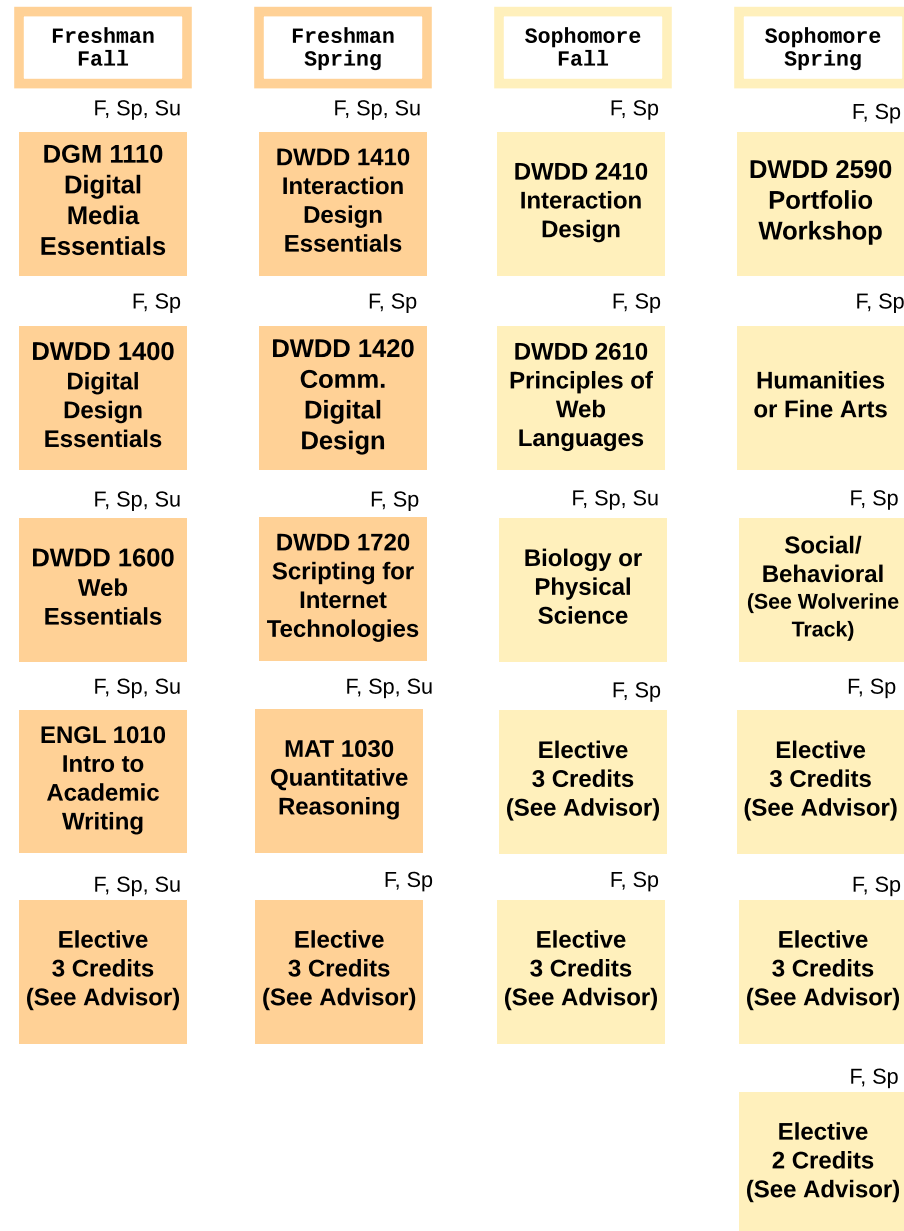 Freshman
Fall
F, Sp, Su
DGM 1110
Digital
Media
Essentials
F, Sp
DWDD 1400
Digital
Design
Essentials
F, Sp, Su
DWDD 1600
Web
Essentials
F, Sp, Su
ENGL 1010
Intro to
Academic
Writing
F, Sp, Su
Elective
3 Credits
(See Advisor)
Freshman
Spring
F, Sp, Su
DWDD 1410
Interaction
Design
Essentials
F, Sp
DWDD 1420
Comm.
Digital
Design
F, Sp
DWDD 1720
Scripting for
Internet
Technologies
F, Sp, Su
MAT 1030
Quantitative
Reasoning
F, Sp
Elective
3 Credits
(See Advisor)
Sophomore
Fall
F, Sp
DWDD 2410
Interaction
Design
F, Sp
DWDD 2610
Principles of
Web
Languages
F, Sp, Su
Biology or
Physical
Science
F, Sp
Elective
3 Credits
(See Advisor)
F, Sp
Elective
3 Credits
(See Advisor)
Sophomore
Spring
F, Sp
DWDD 2590
Portfolio
Workshop
F, Sp
Humanities
or Fine Arts
F, Sp
Social/
Behavioral
(See Wolverine
Track)
F, Sp
Elective
3 Credits
(See Advisor)
F, Sp
Elective
3 Credits
(See Advisor)
F, Sp
Elective
2 Credits
(See Advisor)